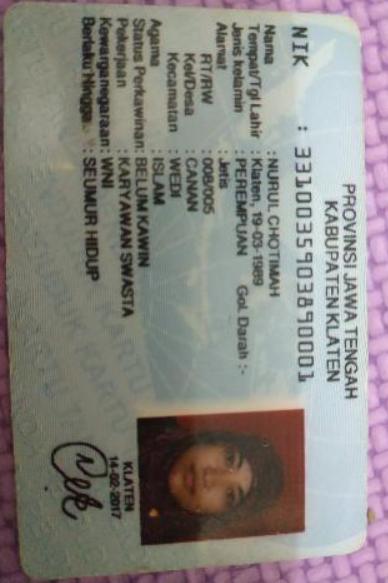 PROVINSI JAWA TENGAH
KABUPATEN KLATEN
NIK : 3310035903890001
Nama : NURUL CHOTIMAH
Tempat/Tgl Lahir : Klaten, 19-03-1989
Jenis kelamin : PEREMPUAN Gol. Darah :-
Alamat : Jetis
RT/RW : 008/005
Kel/Desa : CANAN
Kecamatan : WEDI
Agama : ISLAM
Status Perkawinan: BELUM KAWIN
Pekerjaan : KARYAWAN SWASTA
Kewarganegaraan: WNI
Berlaku Hingga : SEUMUR HIDUP
KLATEN
14-02-2017